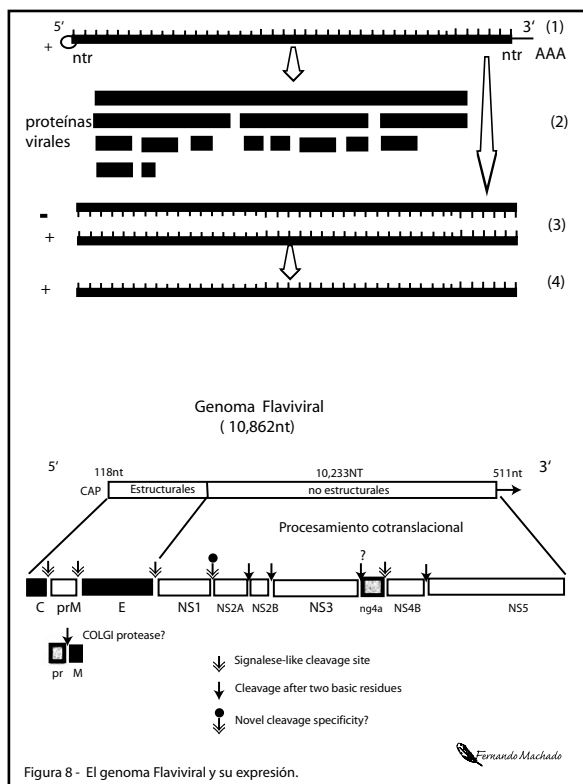 5' 3' (1)
+ ntr ntr AAA
proteínas
virales
(2)
-
(3)
+
+ (4)
Genoma Flaviviral
( 10,862nt)
5' 3'
118nt 10,233NT 511nt
CAP Estructurales no estructurales
Procesamiento cotranslacional
?
C prM E NS1 NS2A NS2B NS3 ng4a NS4B NS5
COLGI protease?
pr M
Signalese-like cleavage site
Cleavage after two basic residues
Novel cleavage specificity?
Fernando Machado
Figura 8 - El genoma Flaviviral y su expresión.